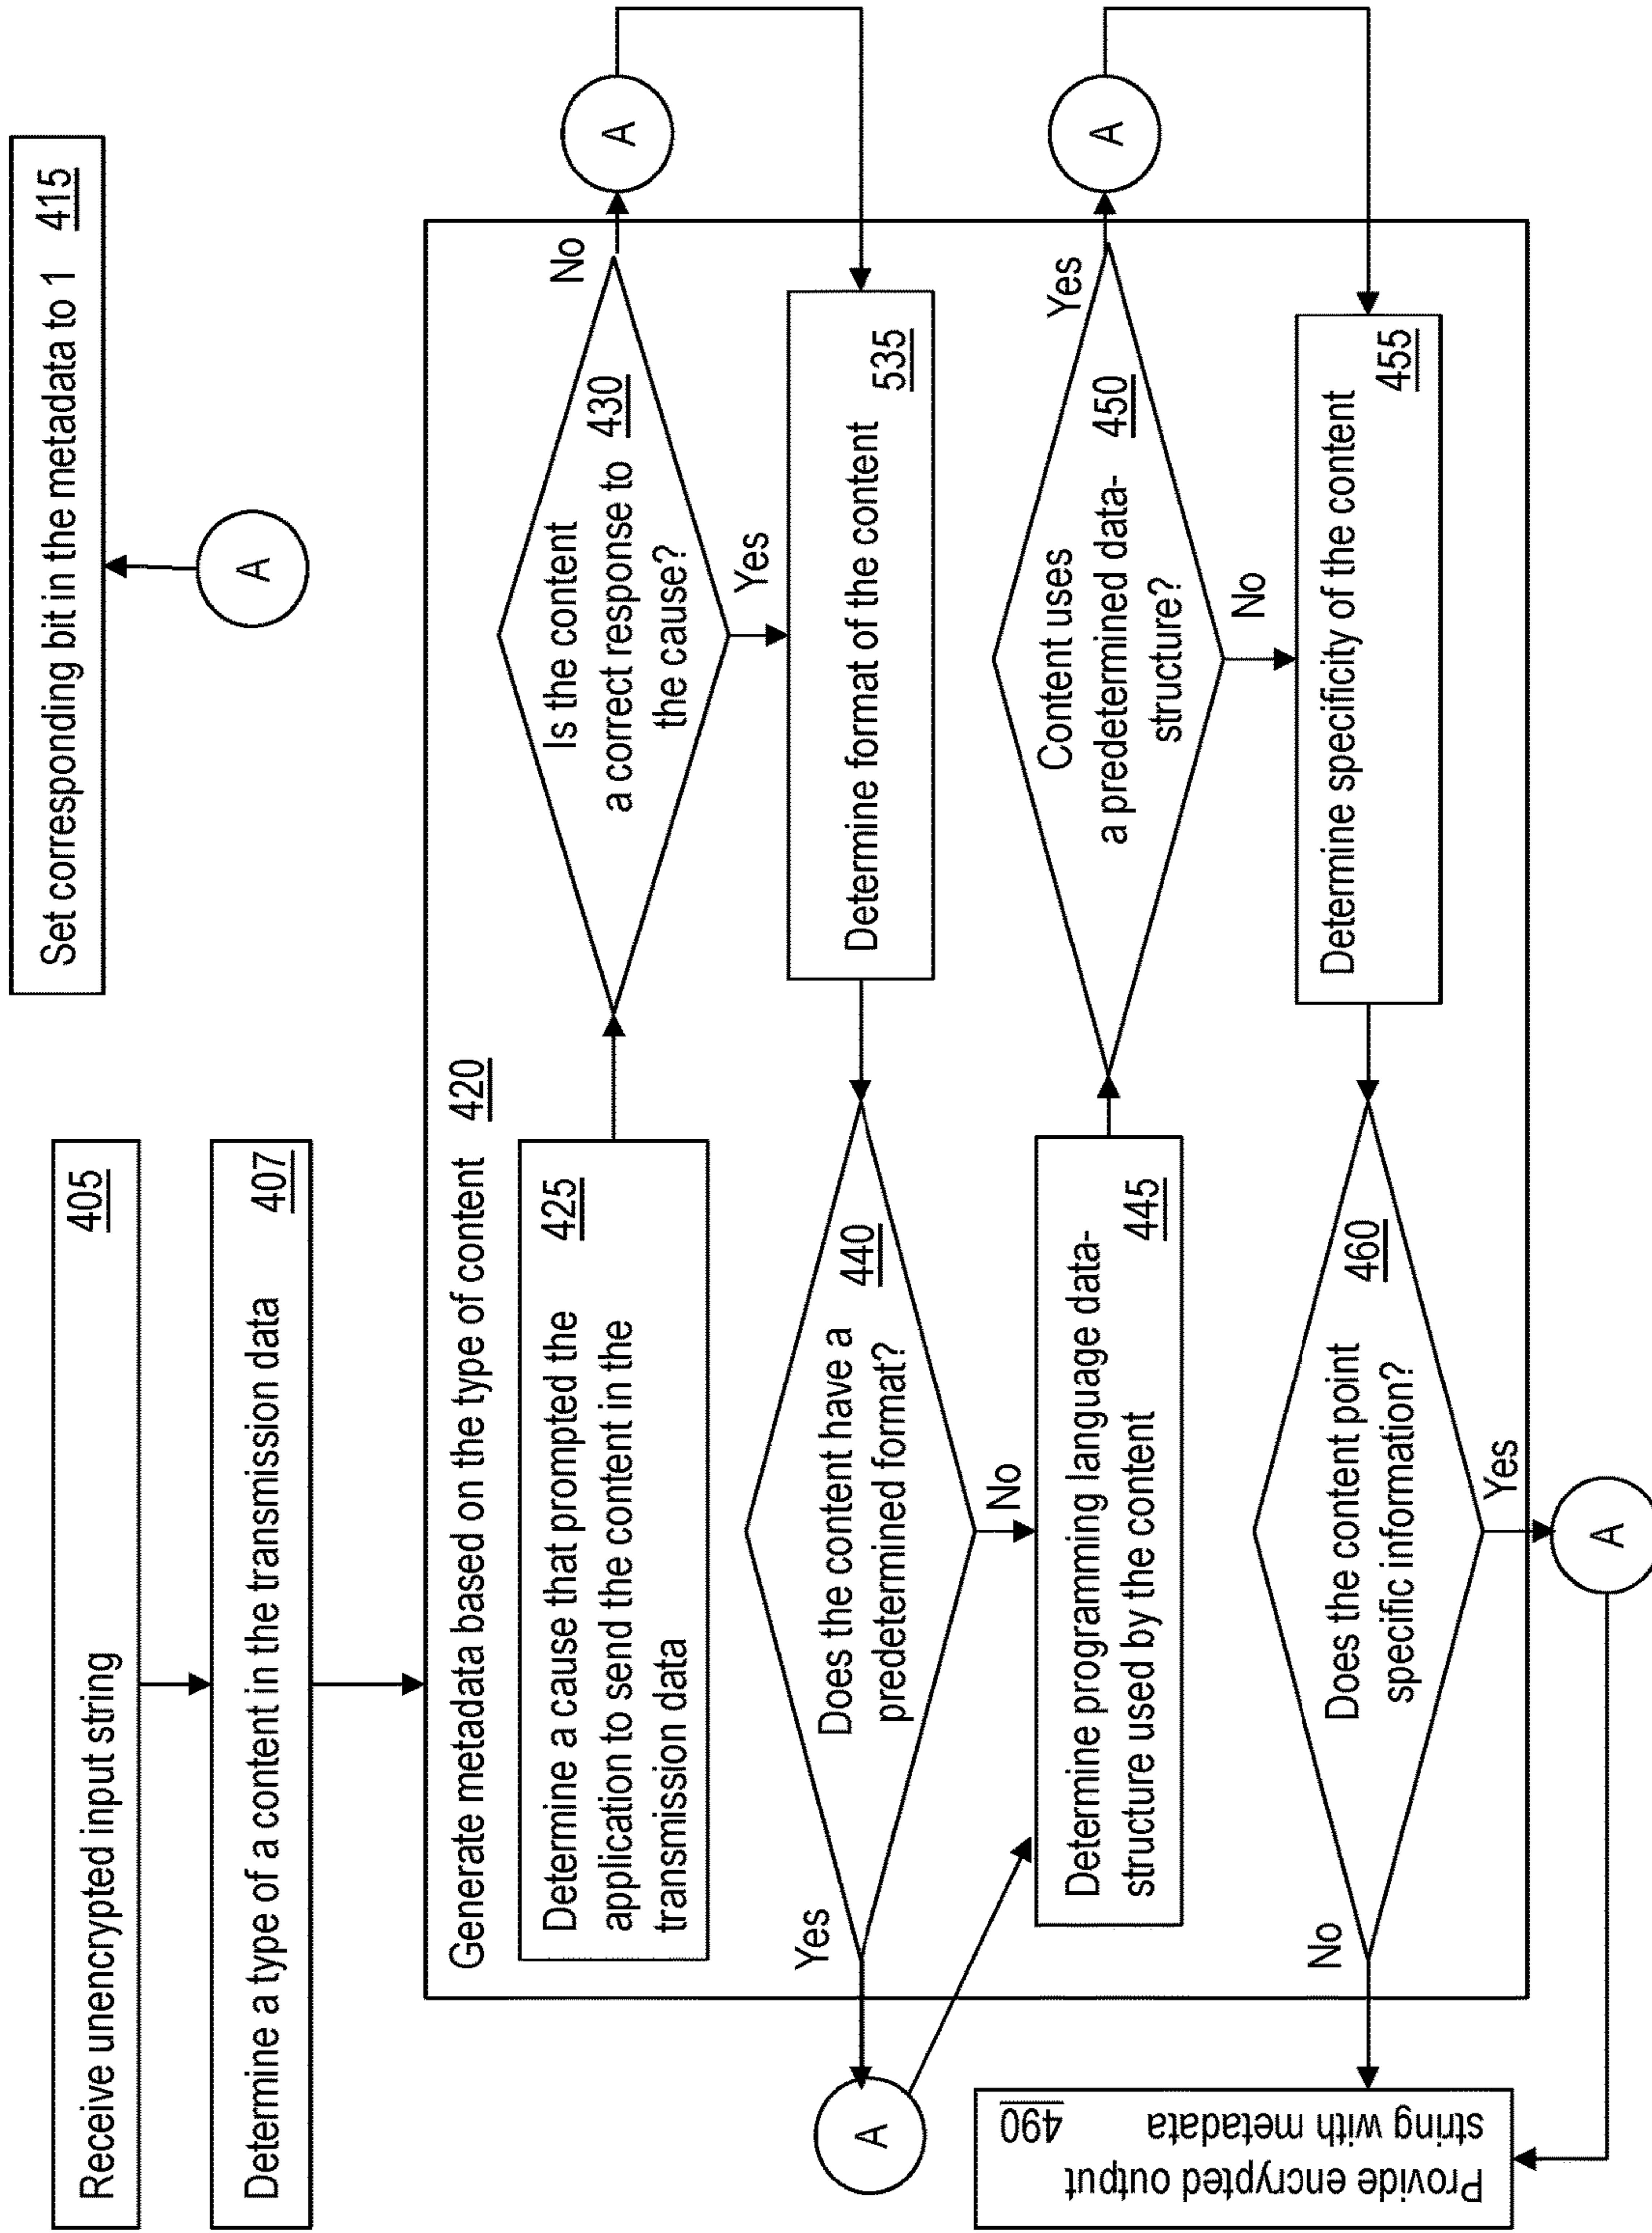 Receive unencrypted input string 405
Determine a type of a content in the transmission data 407
Set corresponding bit in the metadata to 1 415
A
Generate metadata based on the type of content 420
Determine a cause that prompted the 425
application to send the content in the
transmission data
Is the content
a correct response to 430
the cause?
No
A
Yes
Determine format of the content 535
Does the content have a 440
predetermined format?
Yes
A
No
Determine programming language data-
structure used by the content 445
Content uses
a predetermined data- 450
structure?
Yes
A
No
Determine specificity of the content 455
Does the content point 460
specific information?
No
Yes
A
Provide encrypted output
string with metadata 490